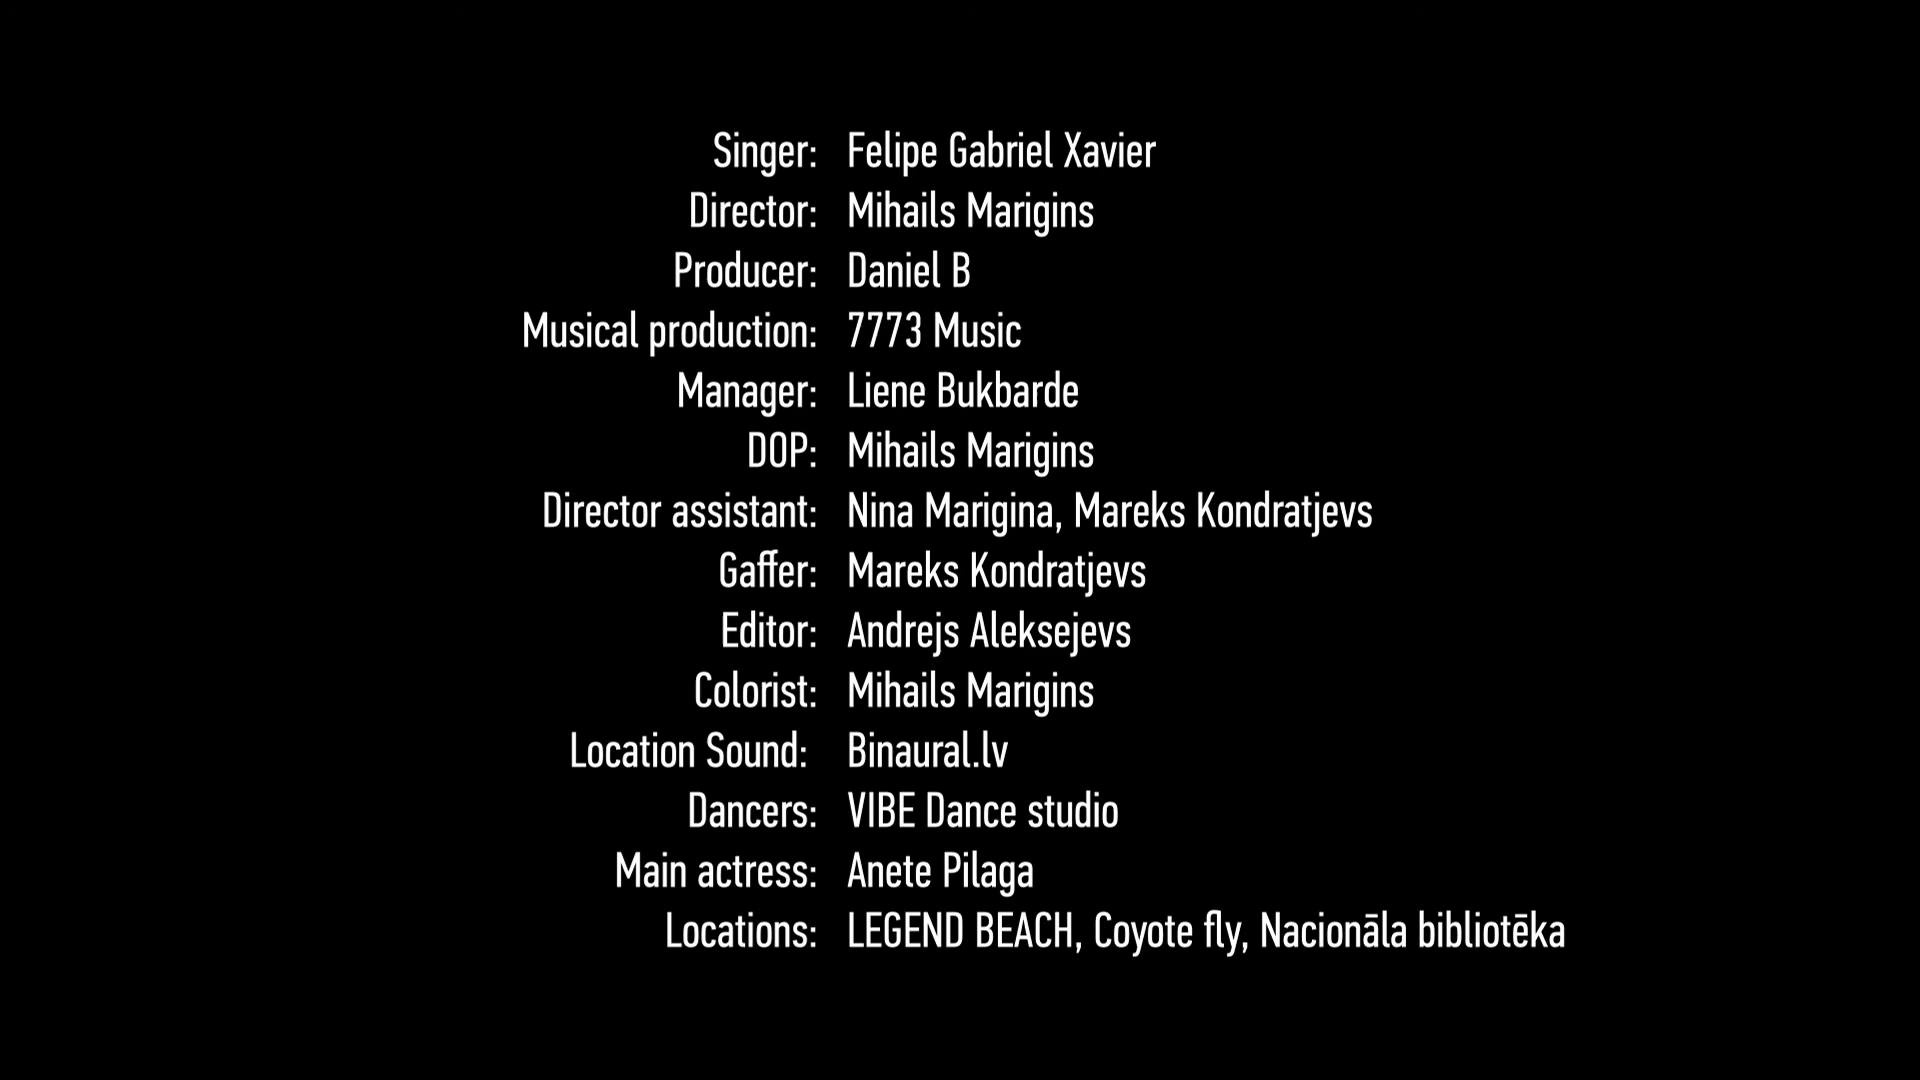 Singer: Felipe Gabriel Xavier
Director: Mihails Marigins
Producer: Daniel B
Musical production: 7773 Music
Manager: Liene Bukbarde
DOP: Mihails Marigins
Director assistant: Nina Marigina, Mareks Kondratjevs
Gaffer: Mareks Kondratjevs
Editor: Andrejs Aleksejevs
Colorist: Mihails Marigins
Location Sound: Binaural.lv
Dancers: VIBE Dance studio
Main actress: Anete Pilaga
Locations: LEGEND BEACH, Coyote fly, Nacionāla bibliotēka